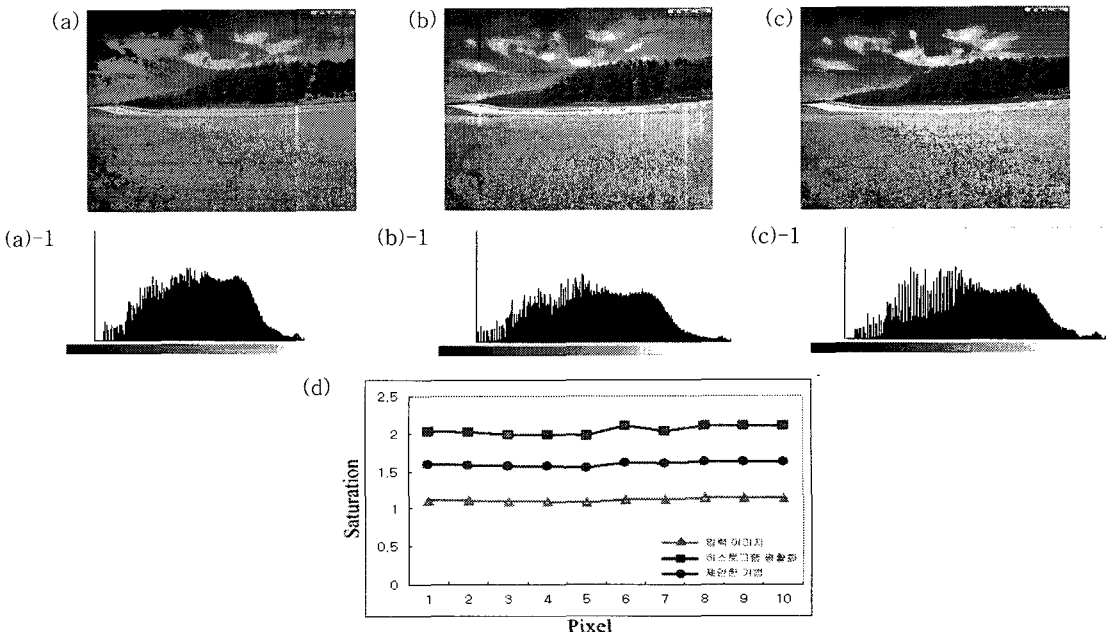 (a)
(b)
(c)
(a)-1
(b)-1
(c)-1
(d)
2.5
2
1.5
1
0.5
0
Saturation
입력 이미지
히스토그램 평활화
제안한 기법
1 2 3 4 5 6 7 8 9 10
Pixel